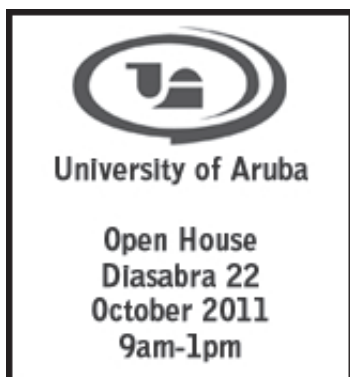 University of Aruba
Open House
Diasabra 22
October 2011
9am-1pm